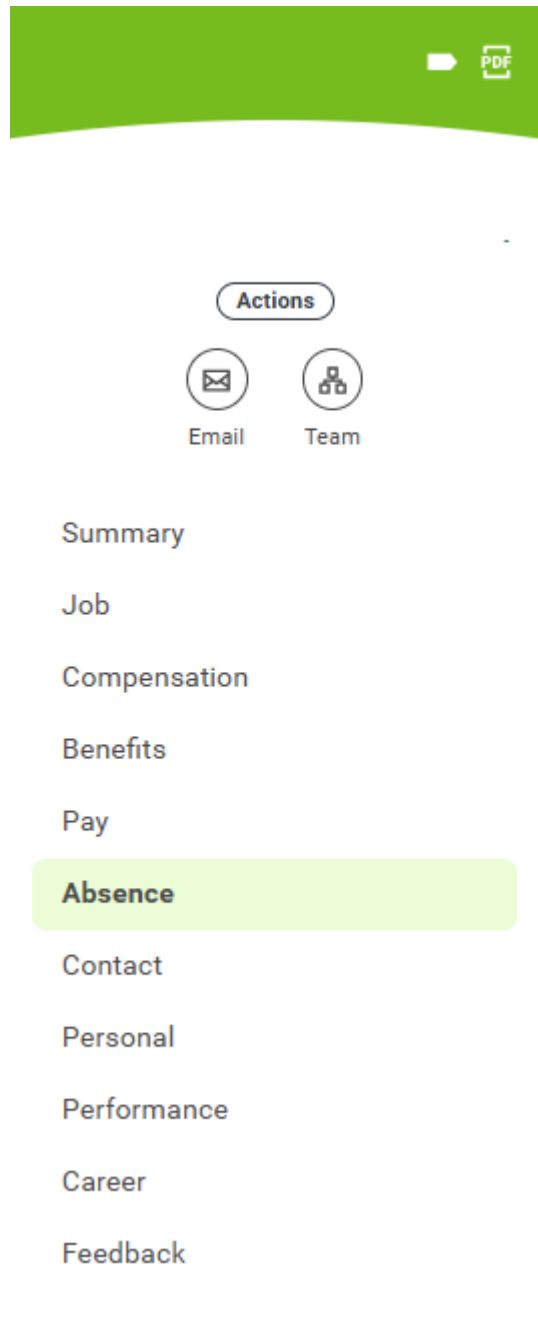 PDF
Actions
Email Team
Summary
Job
Compensation
Benefits
Pay
Absence
Contact
Personal
Performance
Career
Feedback